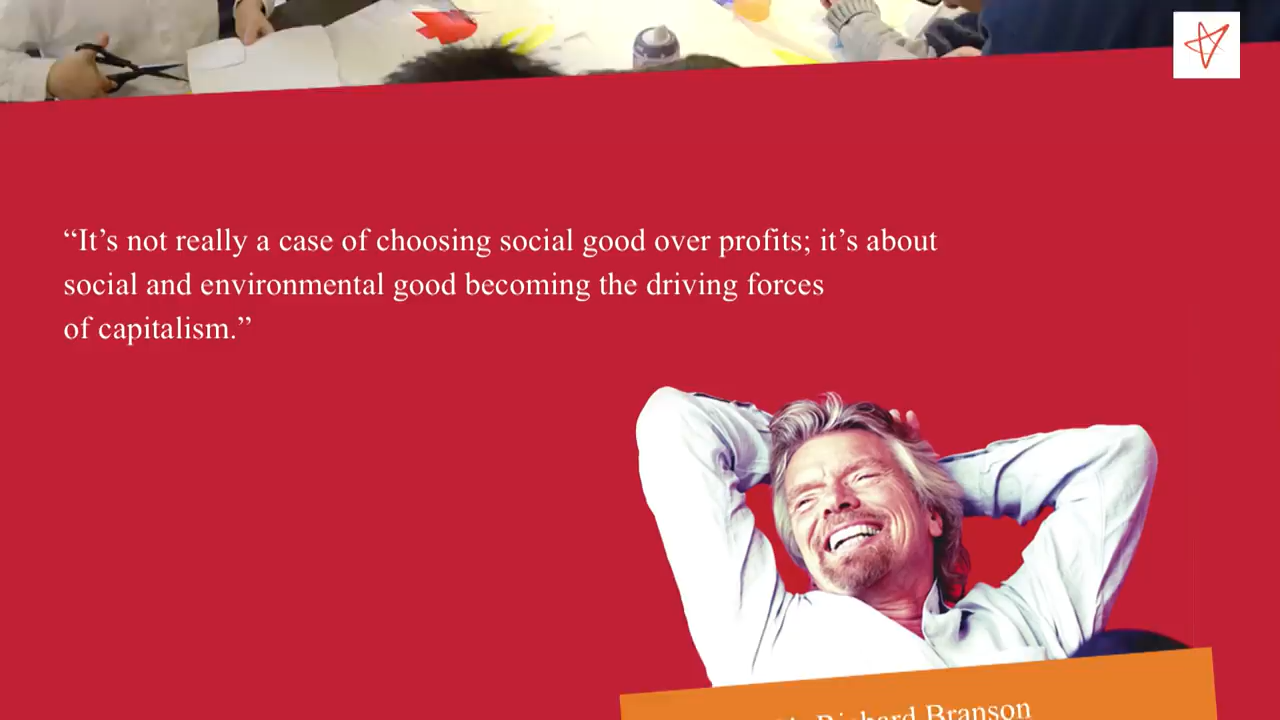 “It’s not really a case of choosing social good over profits; it’s about
social and environmental good becoming the driving forces
of capitalism.”
Richard Branson